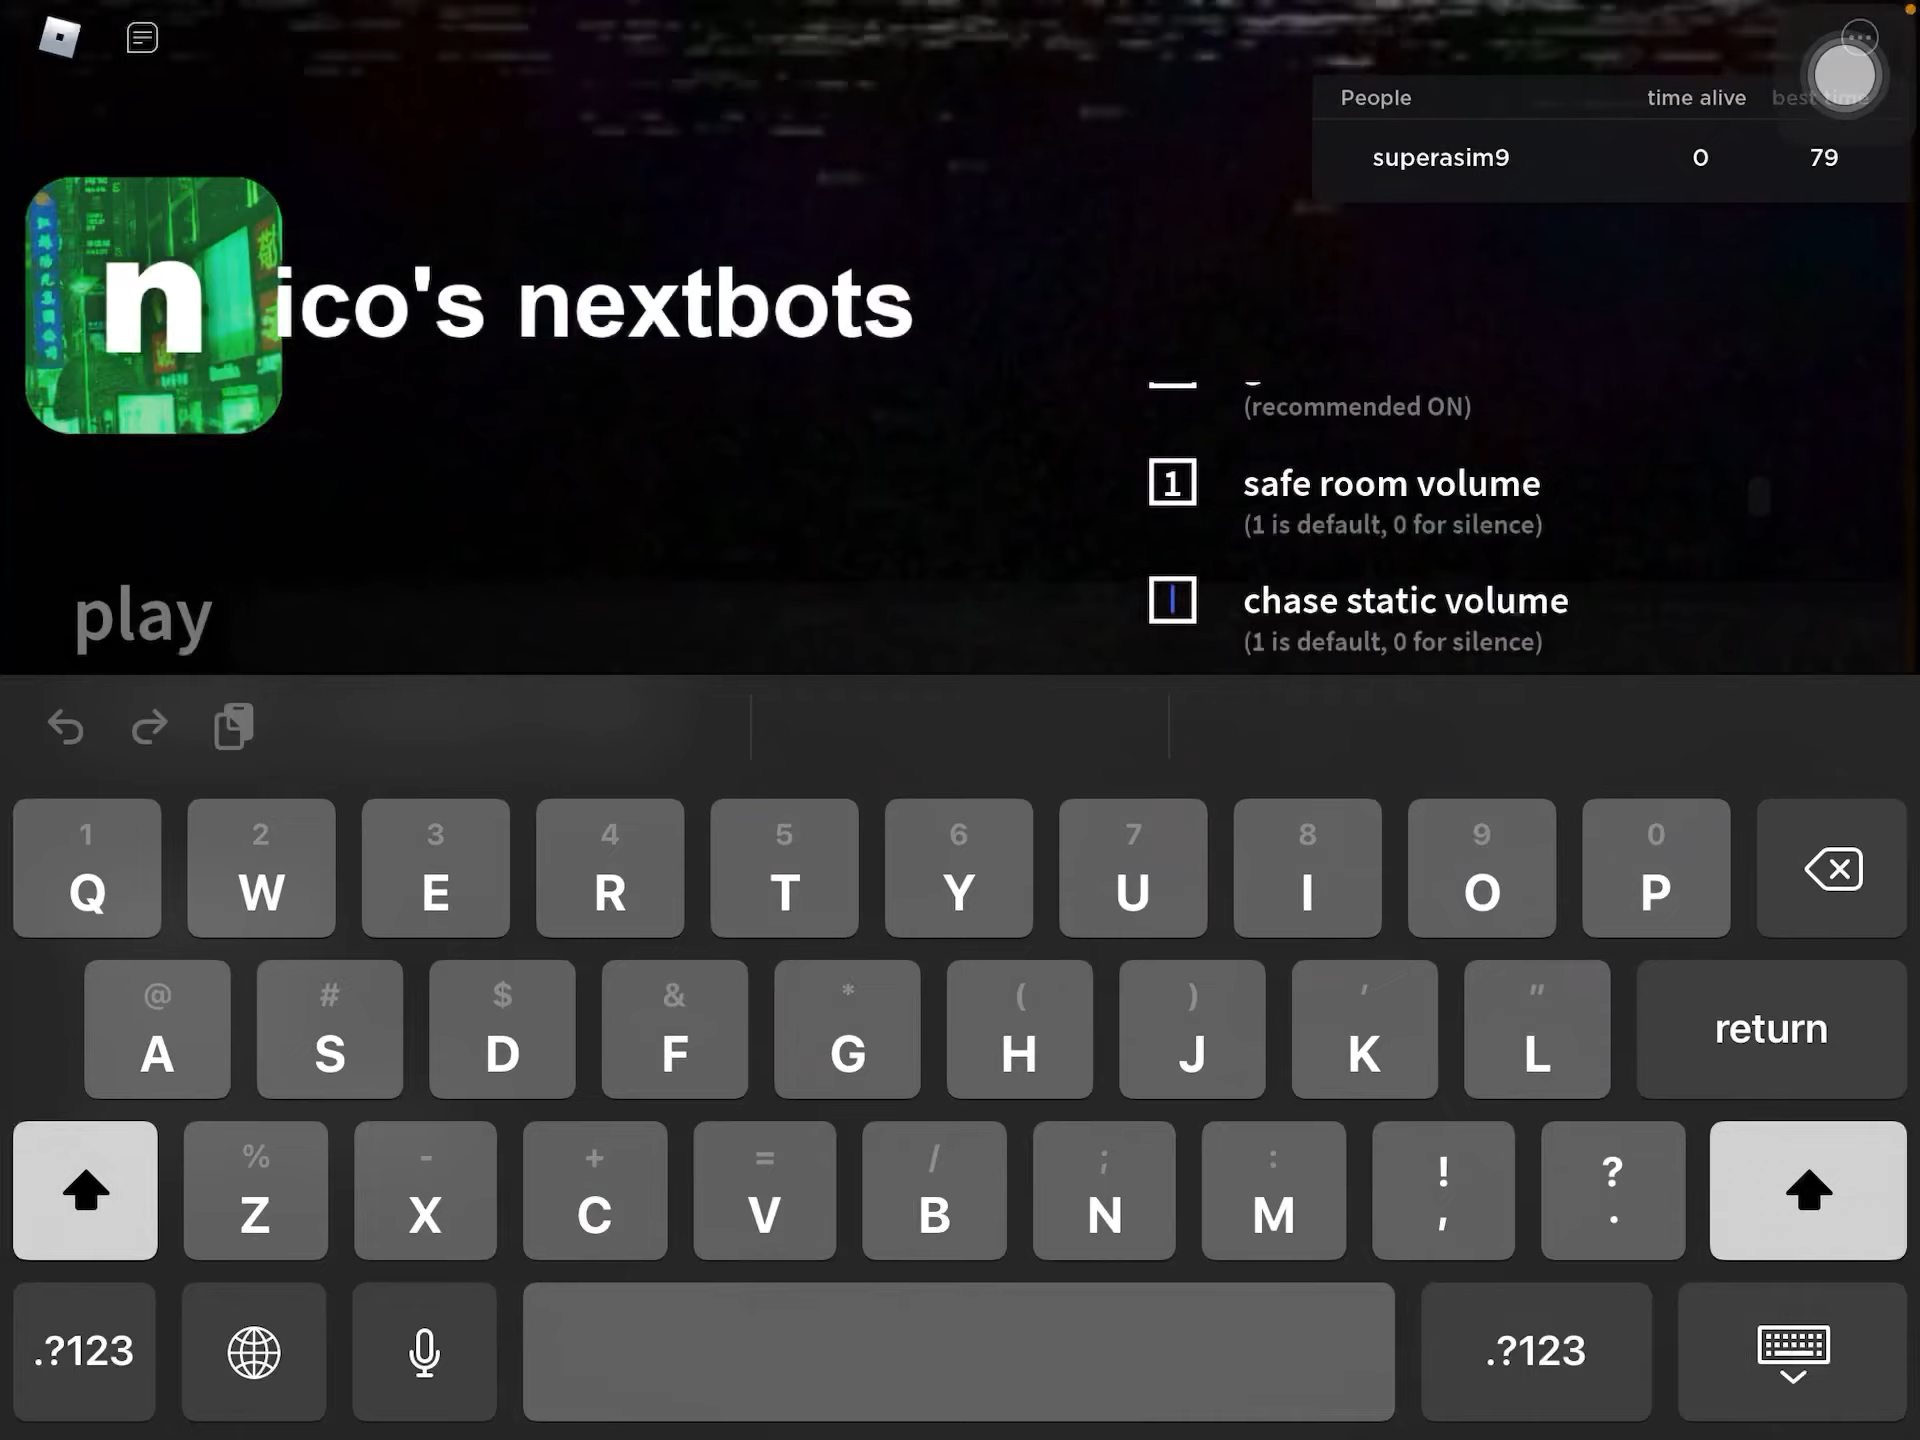 People time alive best time
superasim9 0 79
nico's nextbots
(recommended ON)
1 safe room volume
(1 is default, 0 for silence)
chase static volume
(1 is default, 0 for silence)
play
1 2 3 4 5 6 7 8 9 0
Q W E R T Y U I O P
@ # $ & * ( ) ' "
A S D F G H J K L return
% - + = / ; : ! ?
Z X C V B N M , .
.?123 .?123